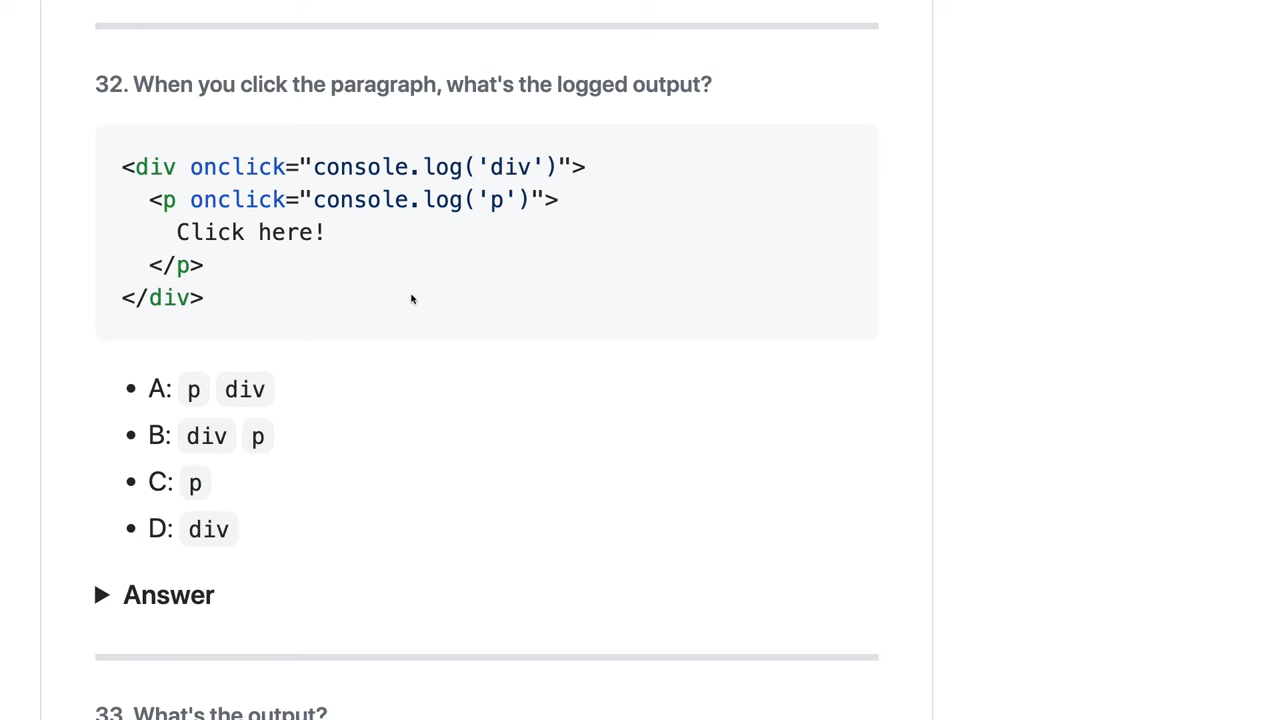 32. When you click the paragraph, what's the logged output?
<div onclick="console.log('div')">
  <p onclick="console.log('p')">
    Click here!
  </p>
</div>
• A: p div
• B: div p
• C: p
• D: div
▶ Answer
33. What's the output?